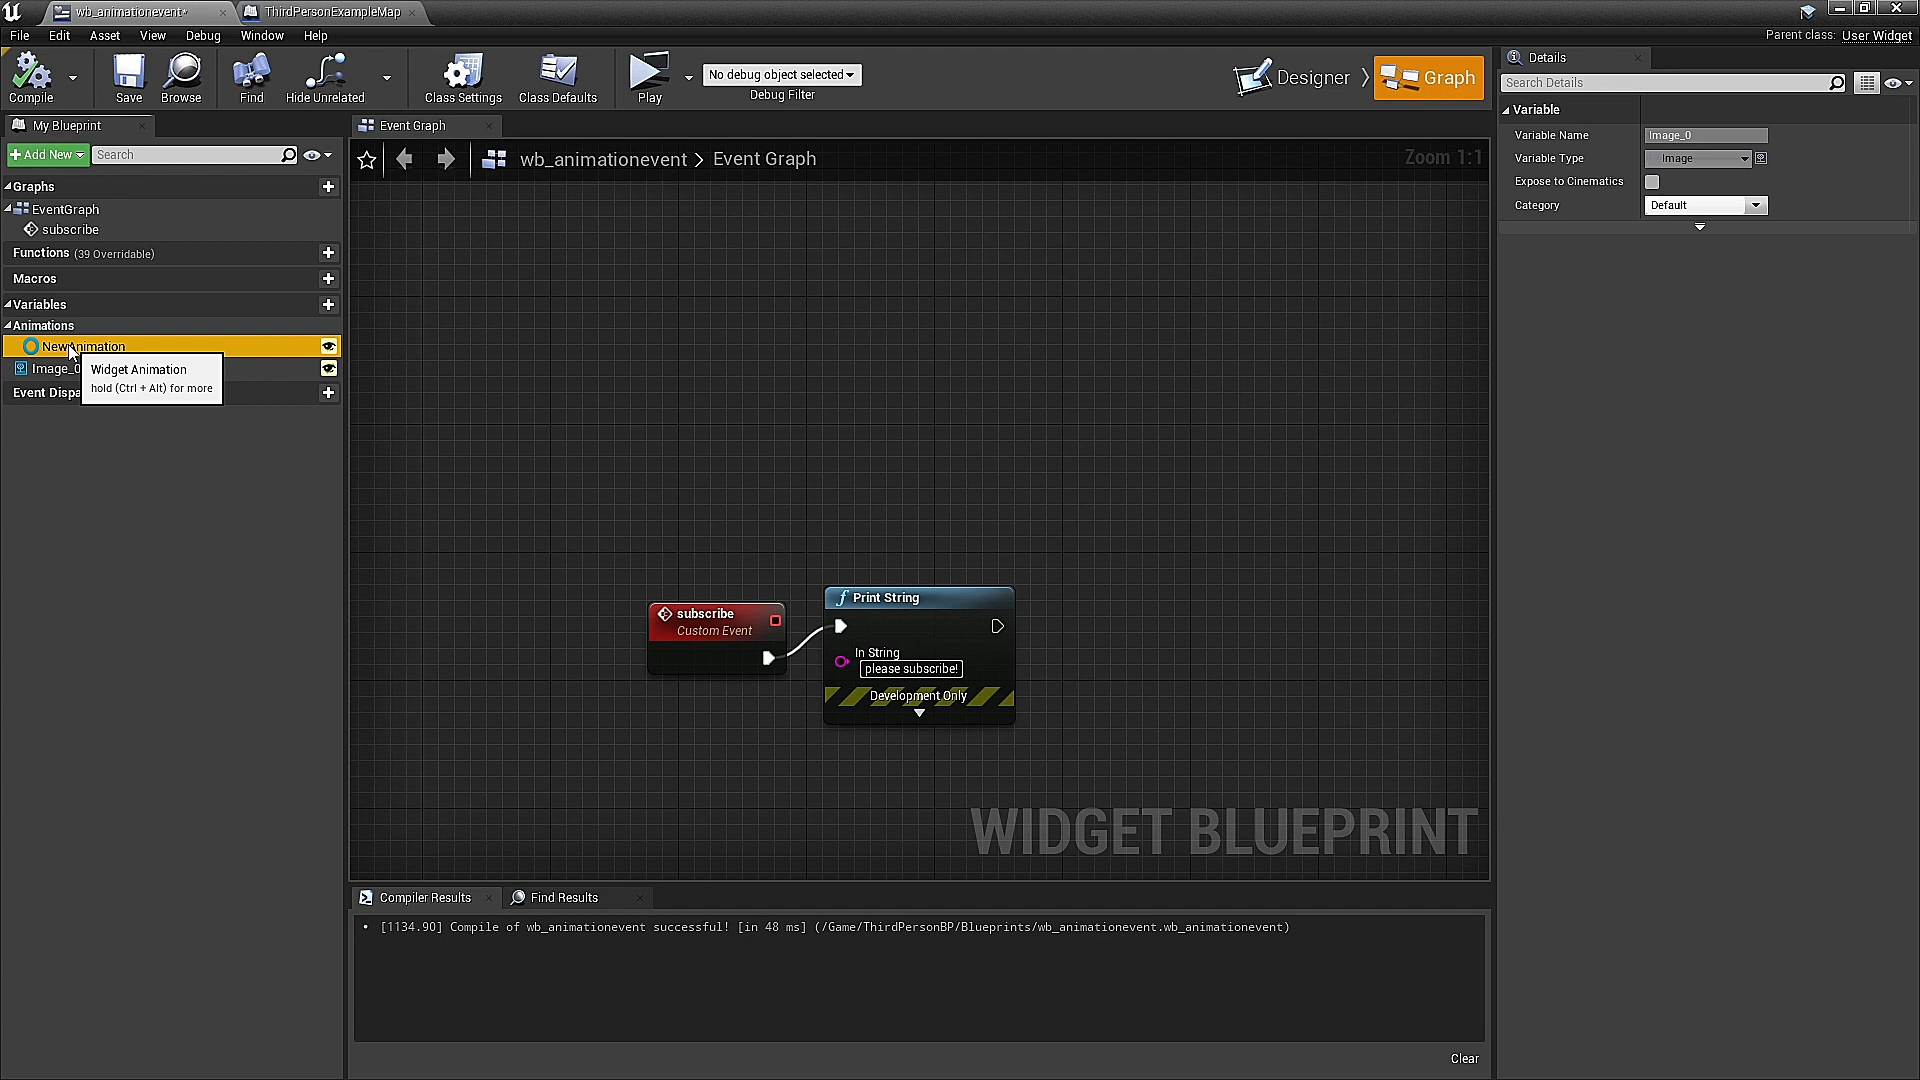 wb_animationevent*
ThirdPersonExampleMap
File Edit Asset View Debug Window Help
Parent class: User Widget
Compile
Save
Browse
Find
Hide Unrelated
Class Settings
Class Defaults
Play
No debug object selected
Debug Filter
Designer
Graph
My Blueprint
+ Add New
Search
Graphs
EventGraph
subscribe
Functions (39 Overridable)
Macros
Variables
Animations
NewAnimation
Image_0
Event Dispa
Widget Animation
hold (Ctrl + Alt) for more
Event Graph
wb_animationevent > Event Graph
Zoom 1:1
subscribe
Custom Event
Print String
In String
please subscribe!
Development Only
WIDGET BLUEPRINT
Compiler Results
Find Results
• [1134.90] Compile of wb_animationevent successful! [in 48 ms] (/Game/ThirdPersonBP/Blueprints/wb_animationevent.wb_animationevent)
Clear
Details
Search Details
Variable
Variable Name Image_0
Variable Type Image
Expose to Cinematics
Category Default